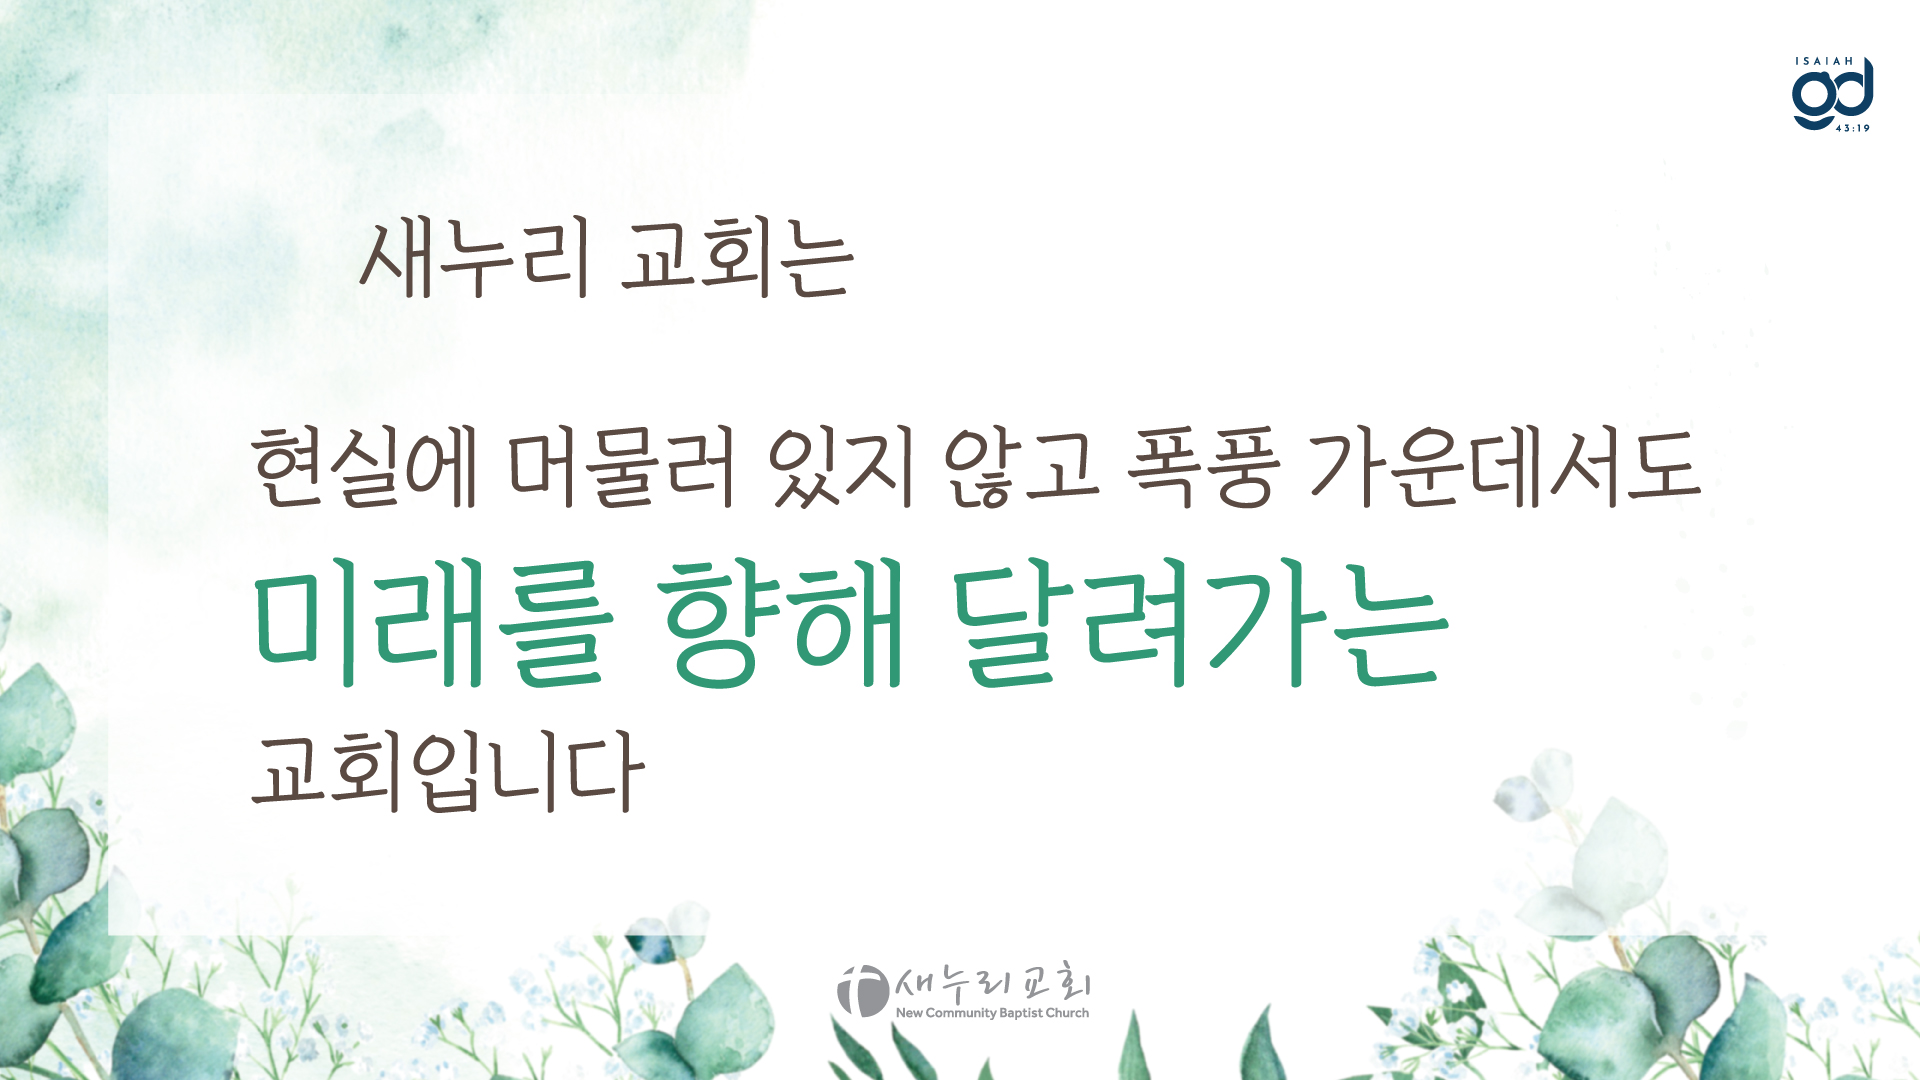 ISAIAH
gd
43:19
새누리 교회는
현실에 머물러 있지 않고 폭풍 가운데서도
미래를 향해 달려가는
교회입니다
새누리교회
New Community Baptist Church